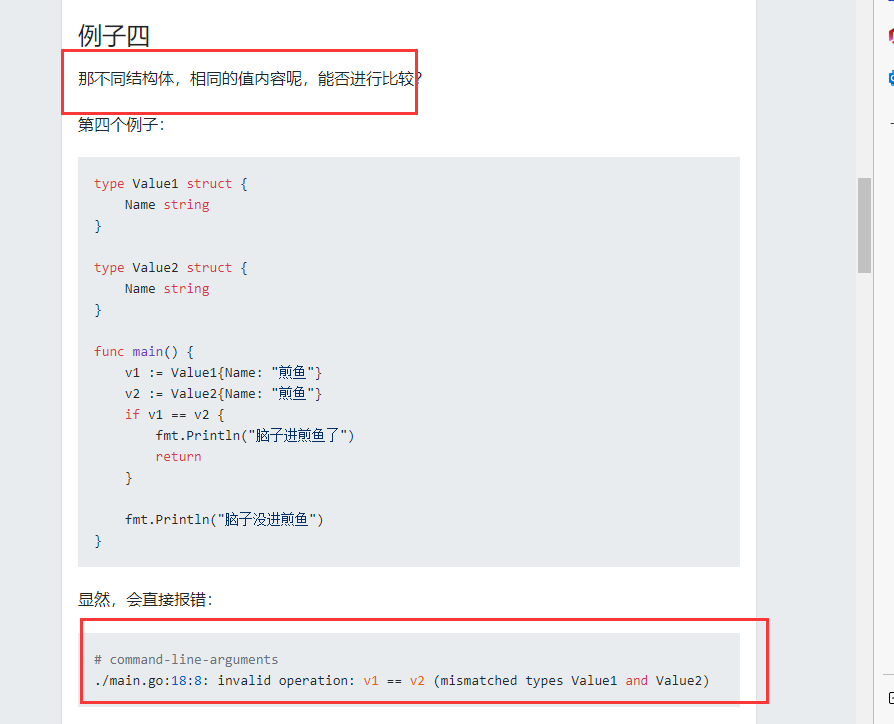 例子四
那不同结构体，相同的值内容呢，能否进行比较？
第四个例子：
type Value1 struct {
    Name string
}
type Value2 struct {
    Name string
}
func main() {
    v1 := Value1{Name: "煎鱼"}
    v2 := Value2{Name: "煎鱼"}
    if v1 == v2 {
        fmt.Println("脑子进煎鱼了")
        return
    }
    fmt.Println("脑子没进煎鱼")
}
显然，会直接报错：
# command-line-arguments
./main.go:18:8: invalid operation: v1 == v2 (mismatched types Value1 and Value2)